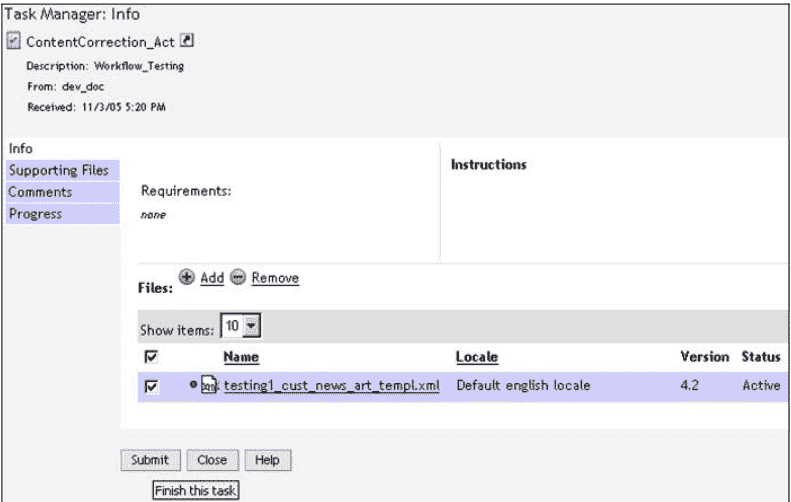 Task Manager: Info
ContentCorrection_Act
Description: Workflow_Testing
From: dev_doc
Received: 11/3/05 5:20 PM
Info
Supporting Files
Comments
Progress
Requirements:
none
Instructions
Files: Add Remove
Show items: 10
Name Locale Version Status
testing1_cust_news_art_templ.xml Default english locale 4.2 Active
Submit Close Help
Finish this task